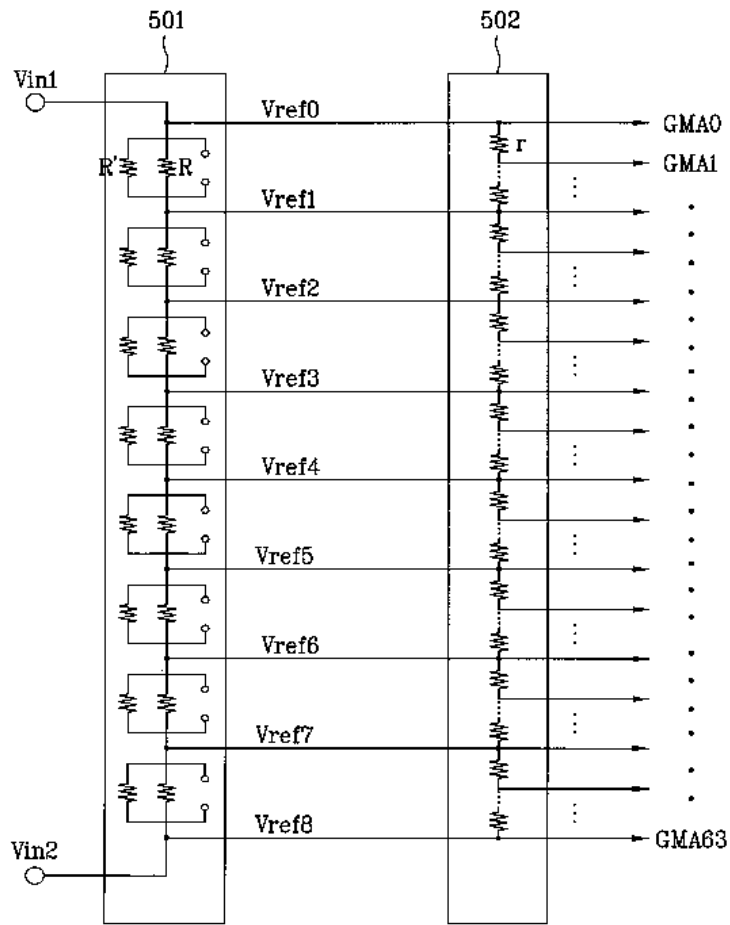 501
502
Vin1
Vref0
GMA0
R'
R
r
GMA1
Vref1
Vref2
Vref3
Vref4
Vref5
Vref6
Vref7
Vref8
GMA63
Vin2